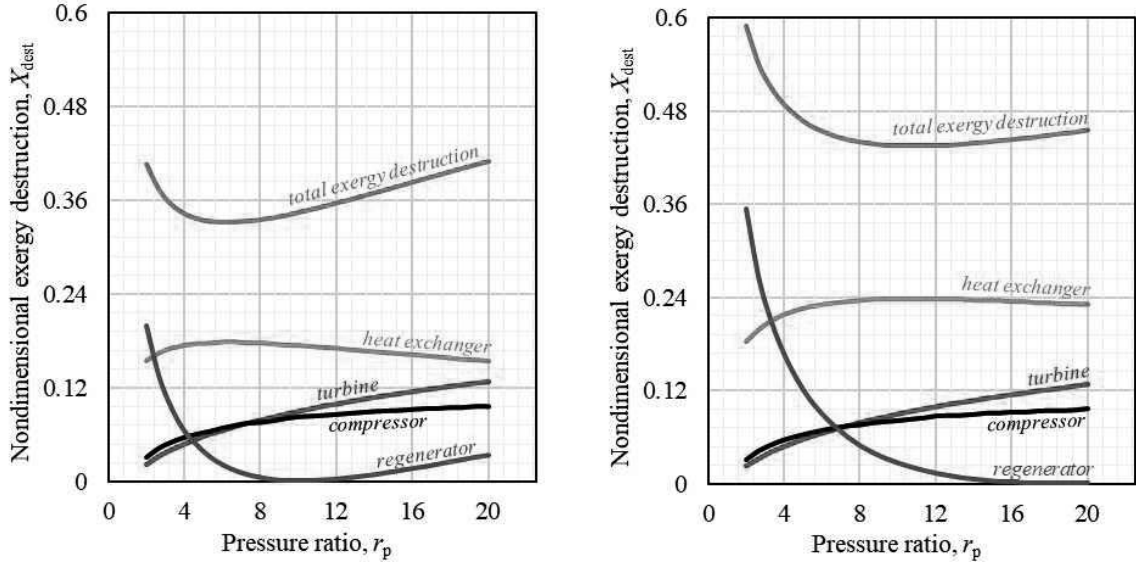 Nondimensional exergy destruction, Xdest
0.6
0.48
0.36
0.24
0.12
0
total exergy destruction
heat exchanger
turbine
compressor
regenerator
0 4 8 12 16 20
Pressure ratio, rp
Nondimensional exergy destruction, Xdest
0.6
0.48
0.36
0.24
0.12
0
total exergy destruction
heat exchanger
turbine
compressor
regenerator
0 4 8 12 16 20
Pressure ratio, rp